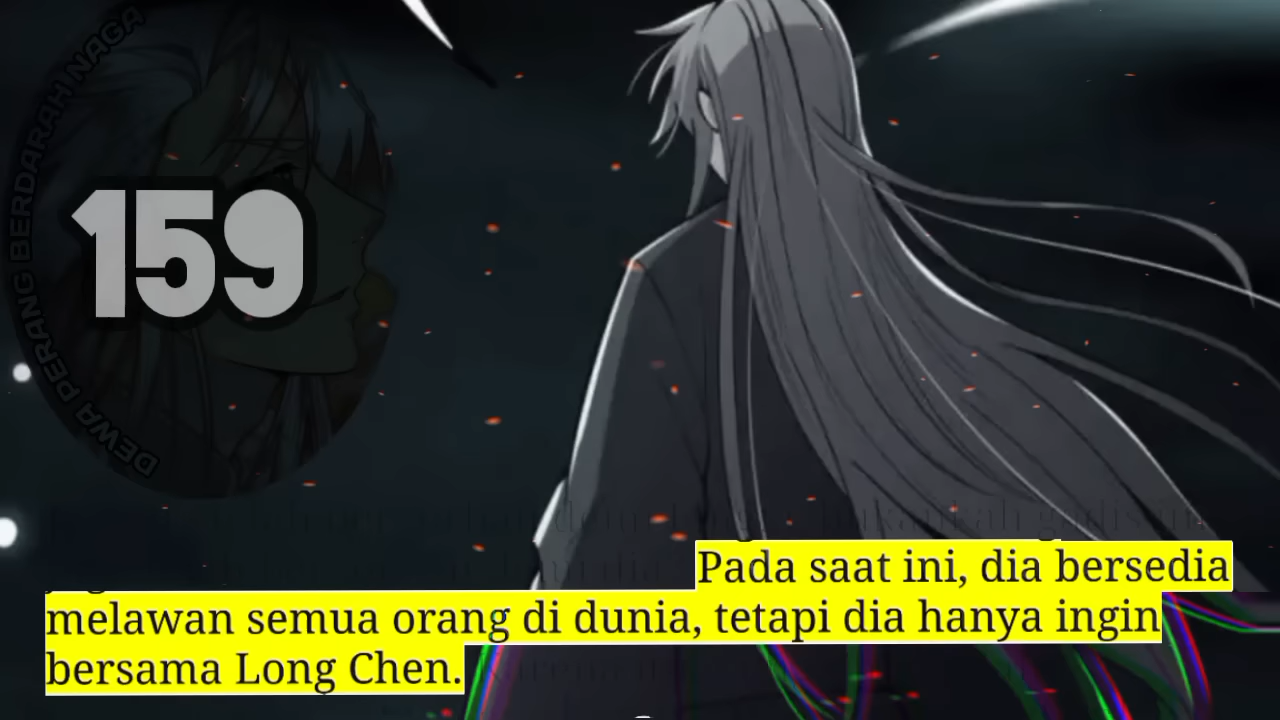 DEWA PERANG BERDARAH NAGA
159
Pada saat ini, dia bersedia
melawan semua orang di dunia, tetapi dia hanya ingin
bersama Long Chen.